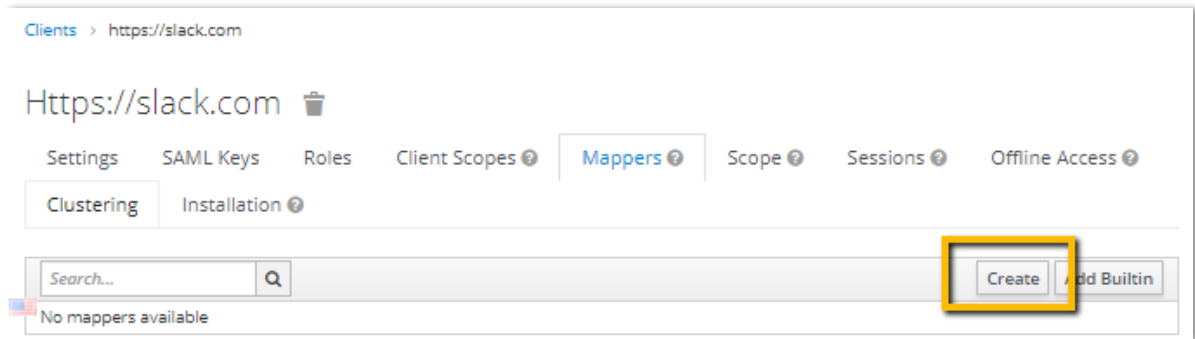 Clients > https://slack.com
Https://slack.com
Settings SAML Keys Roles Client Scopes Mappers Scope Sessions Offline Access
Clustering Installation
Search... Create Add Builtin
No mappers available